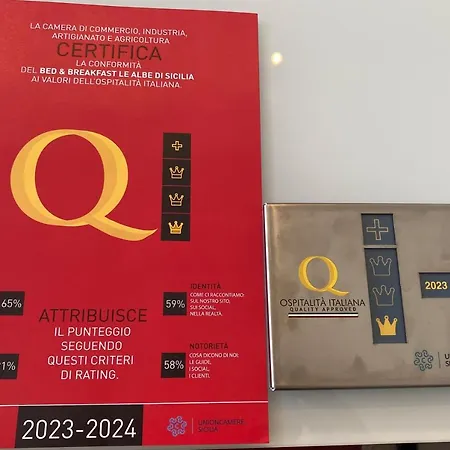 LA CAMERA DI COMMERCIO, INDUSTRIA,
ARTIGIANATO E AGRICOLTURA
CERTIFICA
LA CONFORMITÀ
DEL BED & BREAKFAST LE ALBE DI SICILIA
AI VALORI DELL'OSPITALITÀ ITALIANA.
Q
65%
59%
IDENTITÀ
COME CI RACCONTIAMO:
SUL NOSTRO SITO,
SUI SOCIAL,
NELLA REALTÀ.
ATTRIBUISCE
IL PUNTEGGIO
SEGUENDO
QUESTI CRITERI
DI RATING.
1%
58%
NOTORIETÀ
COSA DICONO DI NOI:
LE GUIDE,
I SOCIAL,
I CLIENTI.
2023-2024
UNIONCAMERE
SICILIA
Q
OSPITALITÀ ITALIANA
QUALITY APPROVED
2023